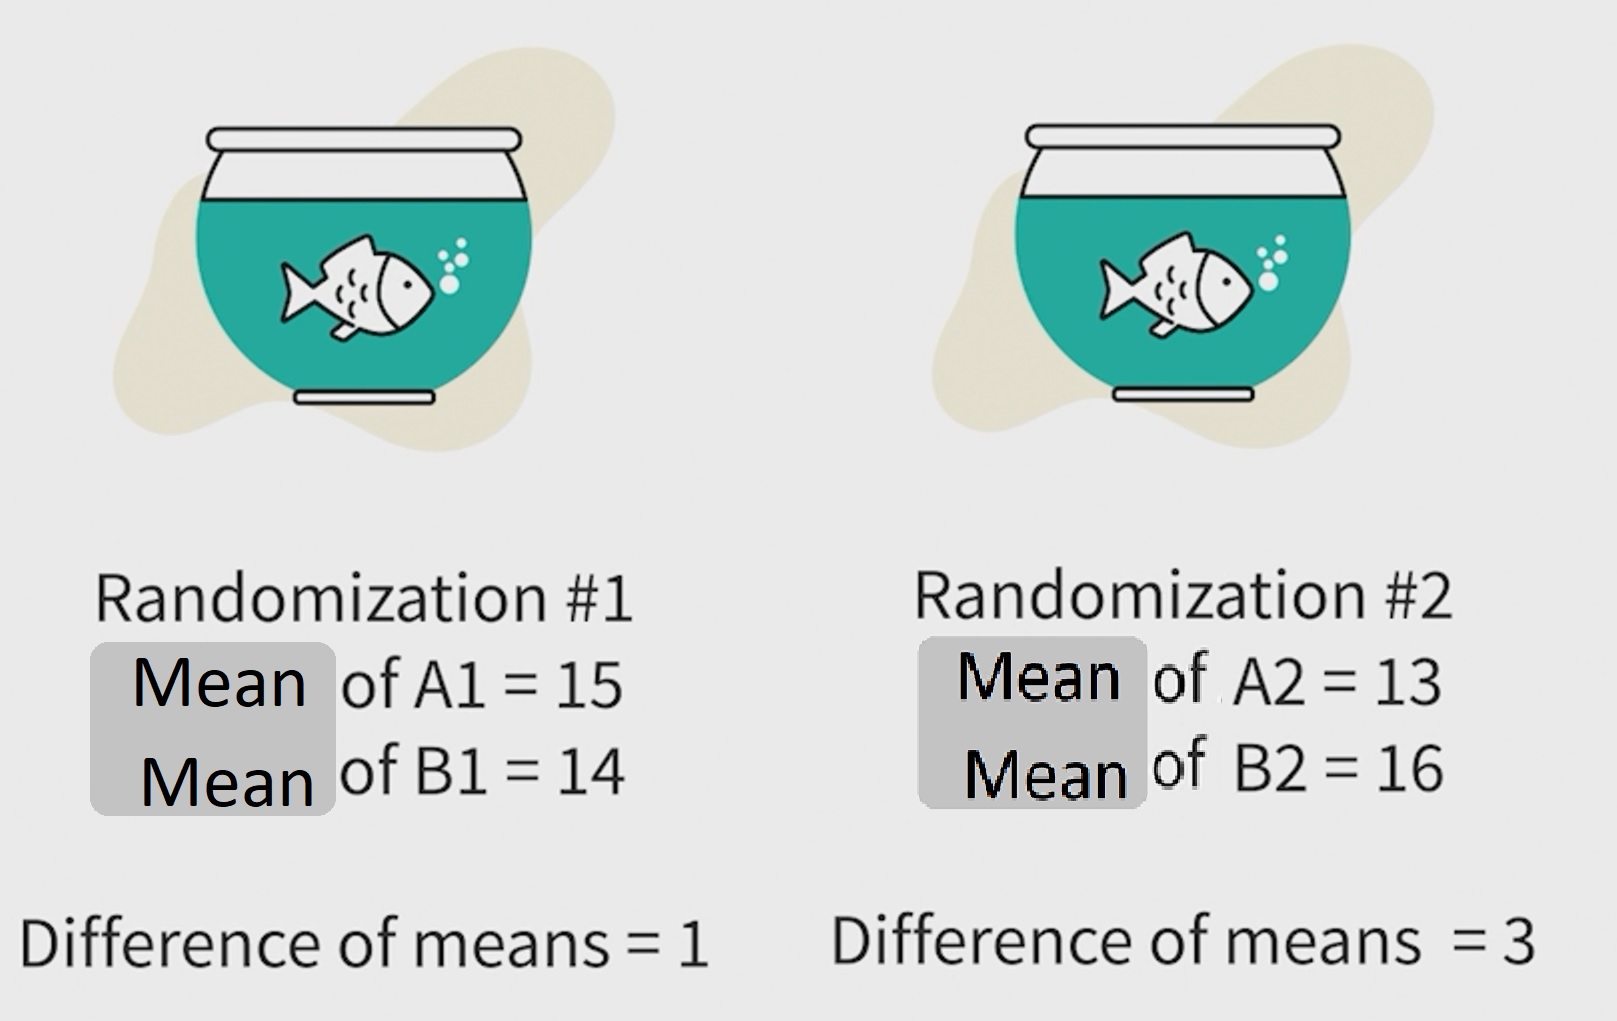 Randomization #1
Mean of A1 = 15
Mean of B1 = 14
Difference of means = 1
Randomization #2
Mean of A2 = 13
Mean of B2 = 16
Difference of means = 3